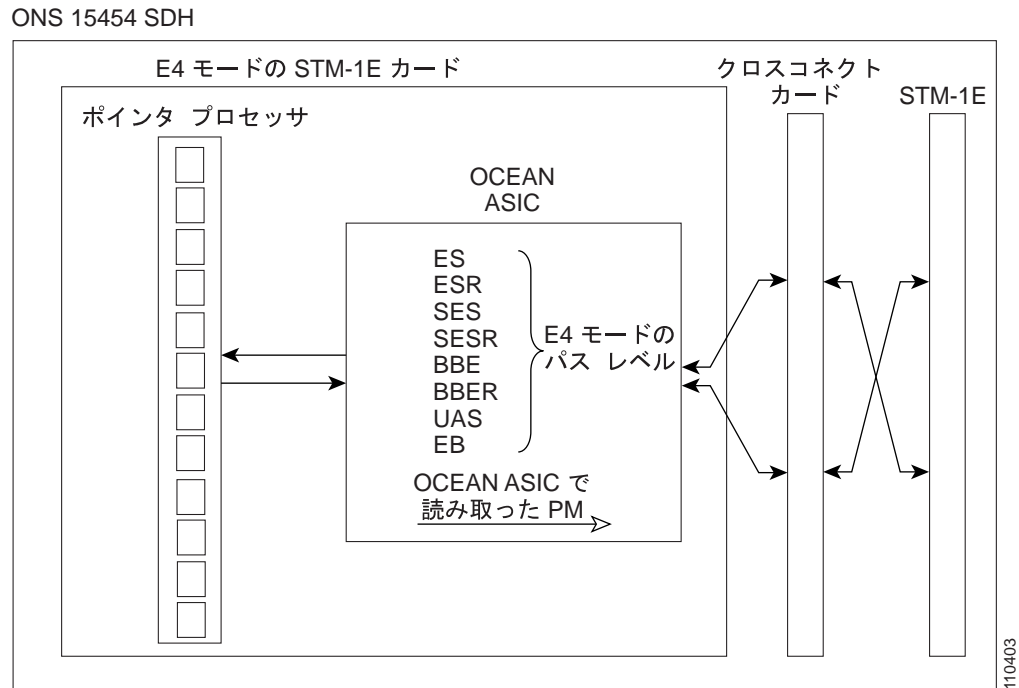 ONS 15454 SDH
E4 モードの STM-1E カード
クロスコネクト
カード
STM-1E
ポインタ プロセッサ
OCEAN
ASIC
ES
ESR
SES
SESR
BBE
BBER
UAS
EB
E4 モードの
パス レベル
OCEAN ASIC で
読み取った PM
110403